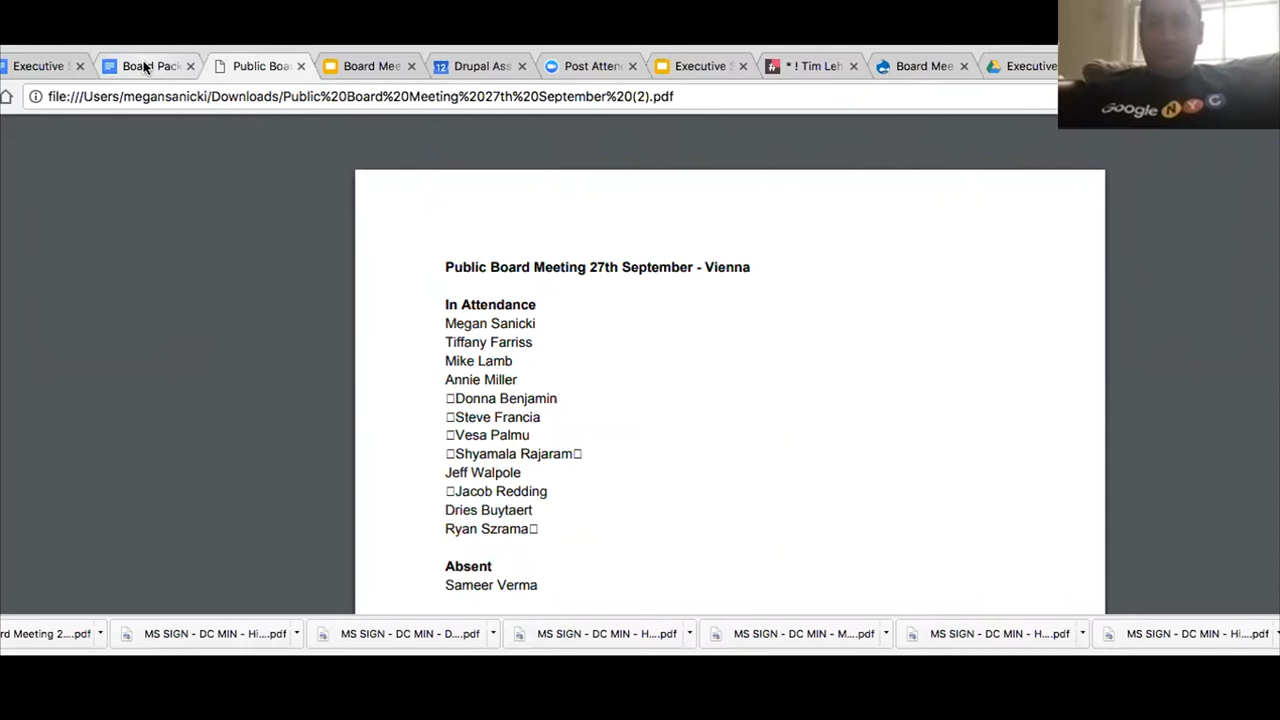 Executive
Board Pack
Public Boa
Board Mee
Drupal Ass
Post Atten
Executive S
* ! Tim Leh
Board Mee
Executive
file:///Users/megansanicki/Downloads/Public%20Board%20Meeting%2027th%20September%20(2).pdf
Google NYC
Public Board Meeting 27th September - Vienna
In Attendance
Megan Sanicki
Tiffany Farriss
Mike Lamb
Annie Miller
□Donna Benjamin
□Steve Francia
□Vesa Palmu
□Shyamala Rajaram□
Jeff Walpole
□Jacob Redding
Dries Buytaert
Ryan Szrama□
Absent
Sameer Verma
rd Meeting 2....pdf
MS SIGN - DC MIN - Hi....pdf
MS SIGN - DC MIN - D....pdf
MS SIGN - DC MIN - H....pdf
MS SIGN - DC MIN - M....pdf
MS SIGN - DC MIN - H....pdf
MS SIGN - DC MIN - Hi....pdf